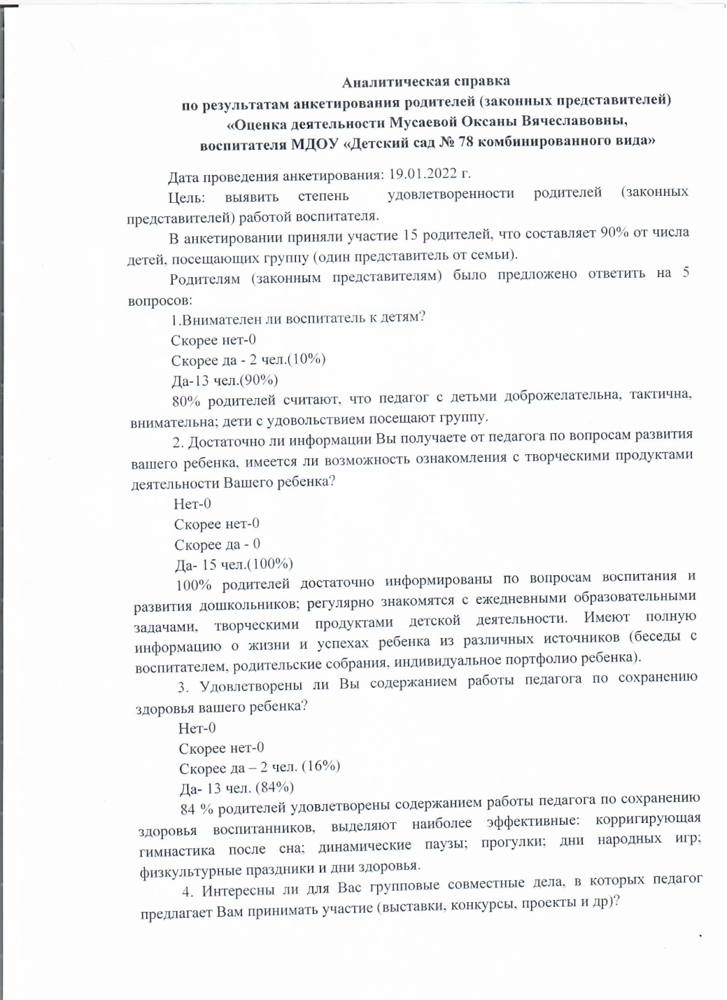 Аналитическая справка
по результатам анкетирования родителей (законных представителей)
«Оценка деятельности Мусаевой Оксаны Вячеславовны,
воспитателя МДОУ «Детский сад № 78 комбинированного вида»
Дата проведения анкетирования: 19.01.2022 г.
Цель: выявить степень удовлетворенности родителей (законных
представителей) работой воспитателя.
В анкетировании приняли участие 15 родителей, что составляет 90% от числа
детей, посещающих группу (один представитель от семьи).
Родителям (законным представителям) было предложено ответить на 5
вопросов:
1.Внимателен ли воспитатель к детям?
Скорее нет-0
Скорее да - 2 чел.(10%)
Да-13 чел.(90%)
80% родителей считают, что педагог с детьми доброжелательна, тактична,
внимательна; дети с удовольствием посещают группу.
2. Достаточно ли информации Вы получаете от педагога по вопросам развития
вашего ребенка, имеется ли возможность ознакомления с творческими продуктами
деятельности Вашего ребенка?
Нет-0
Скорее нет-0
Скорее да - 0
Да- 15 чел.(100%)
100% родителей достаточно информированы по вопросам воспитания и
развития дошкольников; регулярно знакомятся с ежедневными образовательными
задачами, творческими продуктами детской деятельности. Имеют полную
информацию о жизни и успехах ребенка из различных источников (беседы с
воспитателем, родительские собрания, индивидуальное портфолио ребенка).
3. Удовлетворены ли Вы содержанием работы педагога по сохранению
здоровья вашего ребенка?
Нет-0
Скорее нет-0
Скорее да – 2 чел. (16%)
Да- 13 чел. (84%)
84 % родителей удовлетворены содержанием работы педагога по сохранению
здоровья воспитанников, выделяют наиболее эффективные: корригирующая
гимнастика после сна; динамические паузы; прогулки; дни народных игр;
физкультурные праздники и дни здоровья.
4. Интересны ли для Вас групповые совместные дела, в которых педагог
предлагает Вам принимать участие (выставки, конкурсы, проекты и др)?